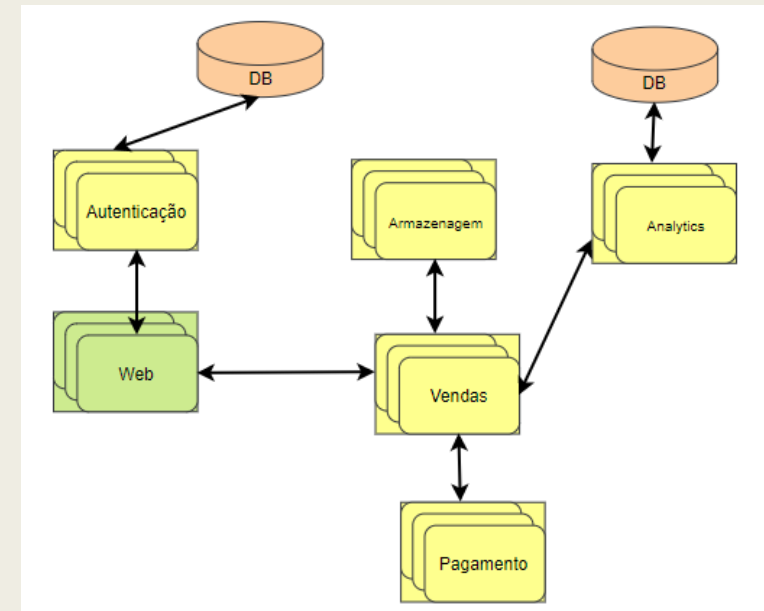 DB
DB
Autenticação
Armazenagem
Analytics
Web
Vendas
Pagamento